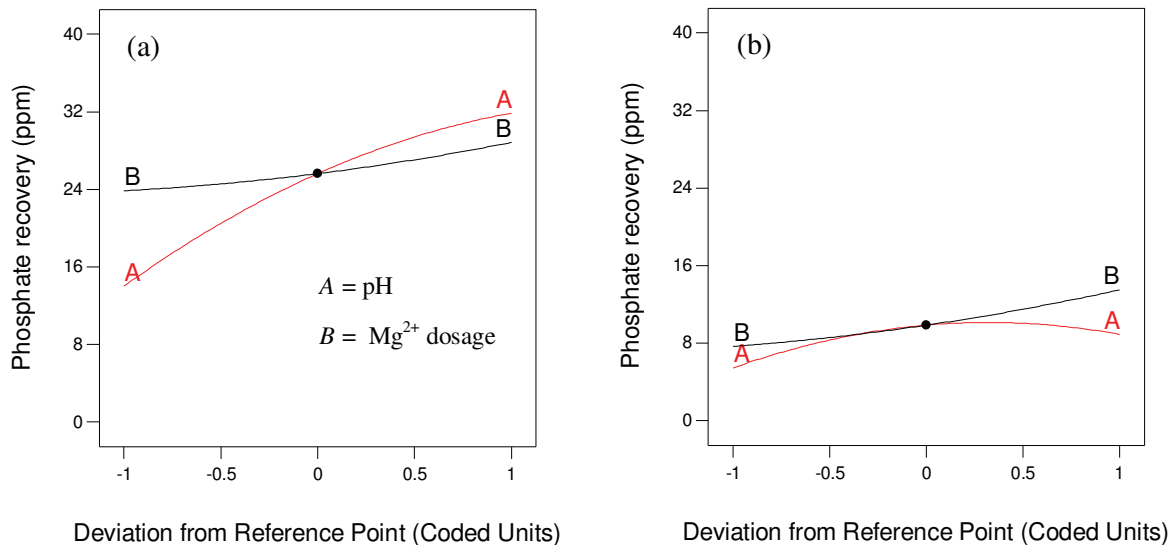 (a)
Phosphate recovery (ppm)
40
32
24
16
8
0
A
B
B
A
A = pH
B = Mg²⁺ dosage
-1
-0.5
0
0.5
1
Deviation from Reference Point (Coded Units)
(b)
Phosphate recovery (ppm)
40
32
24
16
8
0
B
A
B
A
-1
-0.5
0
0.5
1
Deviation from Reference Point (Coded Units)